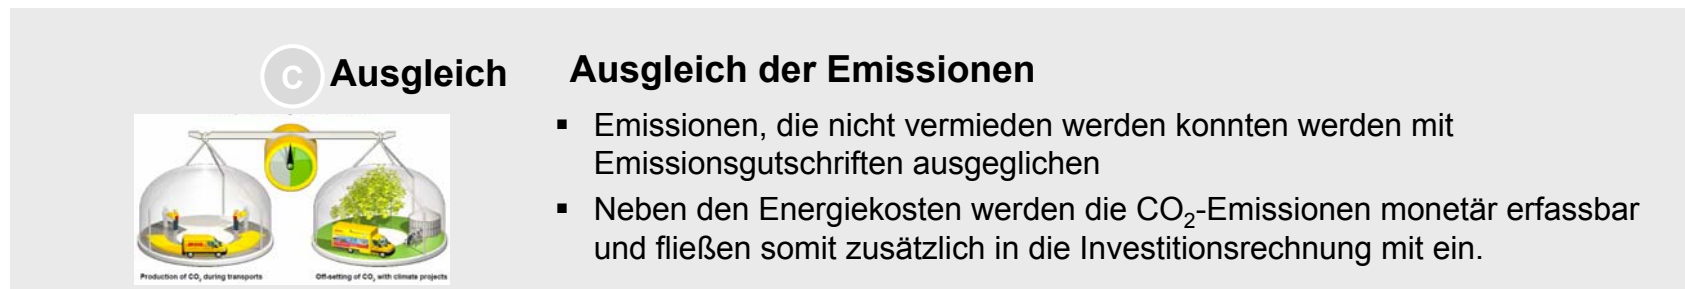 C Ausgleich
Production of CO₂ during transports
Off-setting of CO₂ with climate projects
Ausgleich der Emissionen
▪ Emissionen, die nicht vermieden werden konnten werden mit
Emissionsgutschriften ausgeglichen
▪ Neben den Energiekosten werden die CO₂-Emissionen monetär erfassbar
und fließen somit zusätzlich in die Investitionsrechnung mit ein.